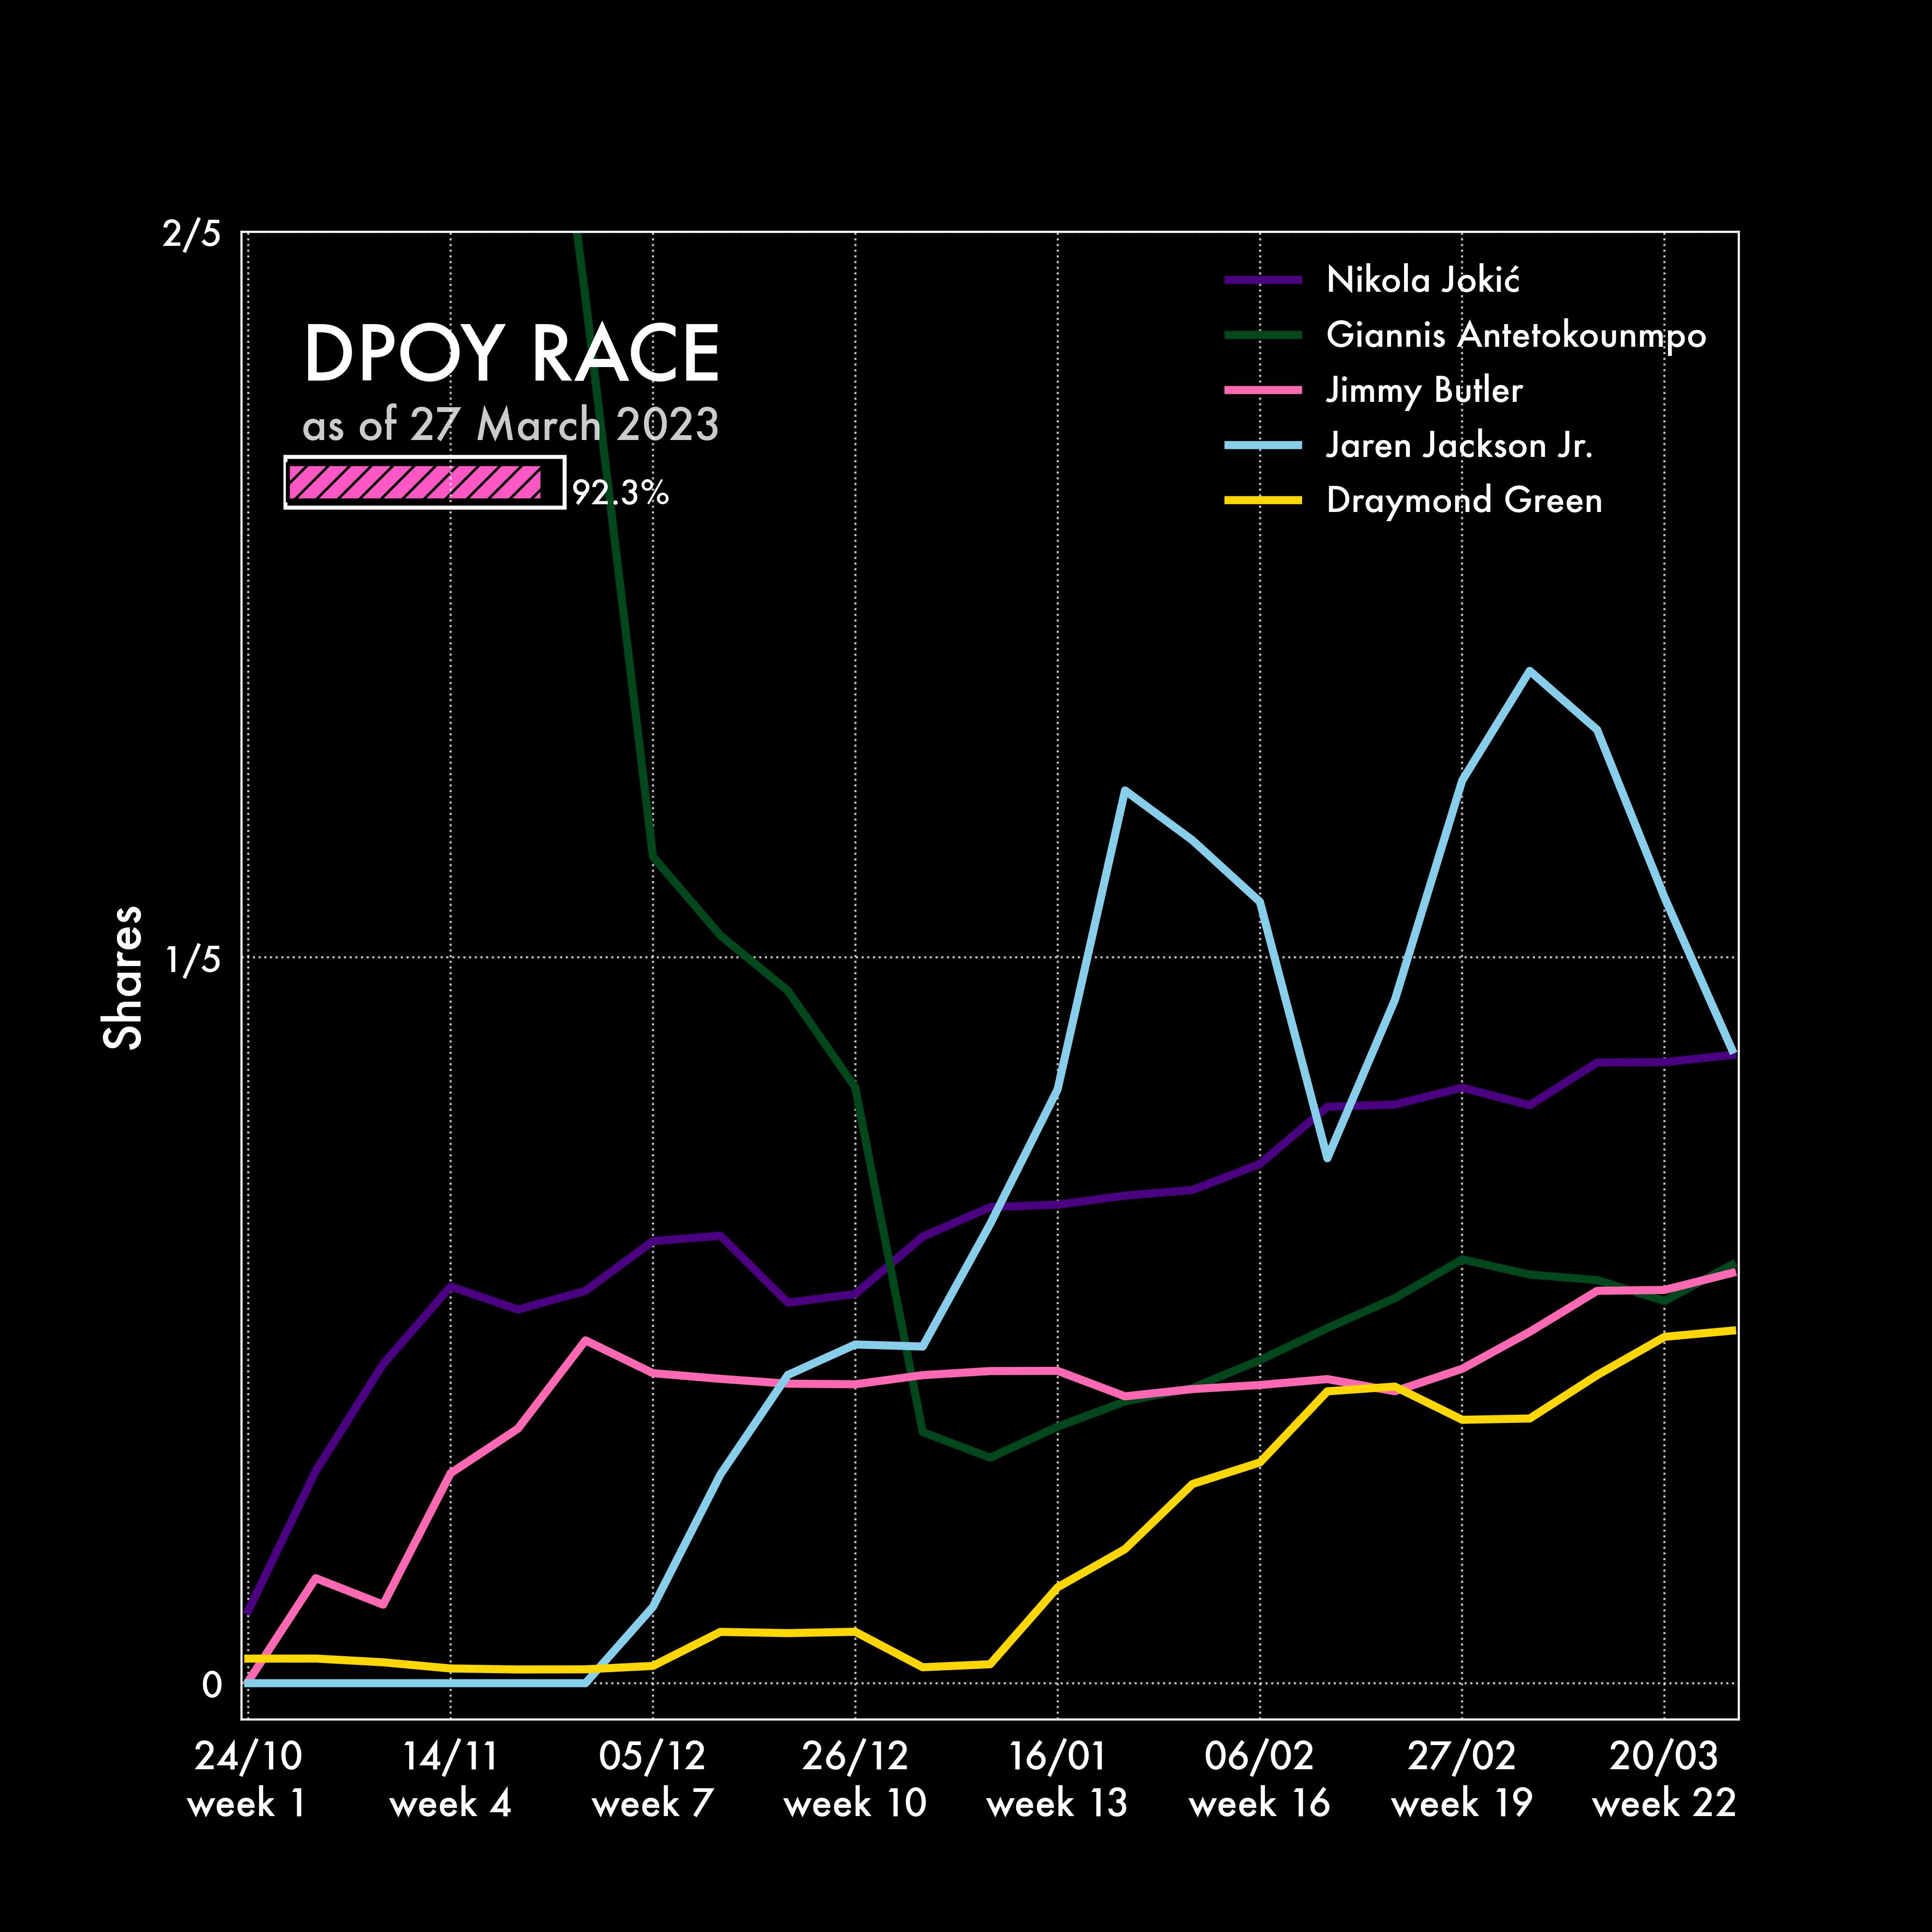 2/5
DPOY RACE
as of 27 March 2023
92.3%
Nikola Jokić
Giannis Antetokounmpo
Jimmy Butler
Jaren Jackson Jr.
Draymond Green
1/5
Shares
0
24/10
week 1
14/11
week 4
05/12
week 7
26/12
week 10
16/01
week 13
06/02
week 16
27/02
week 19
20/03
week 22